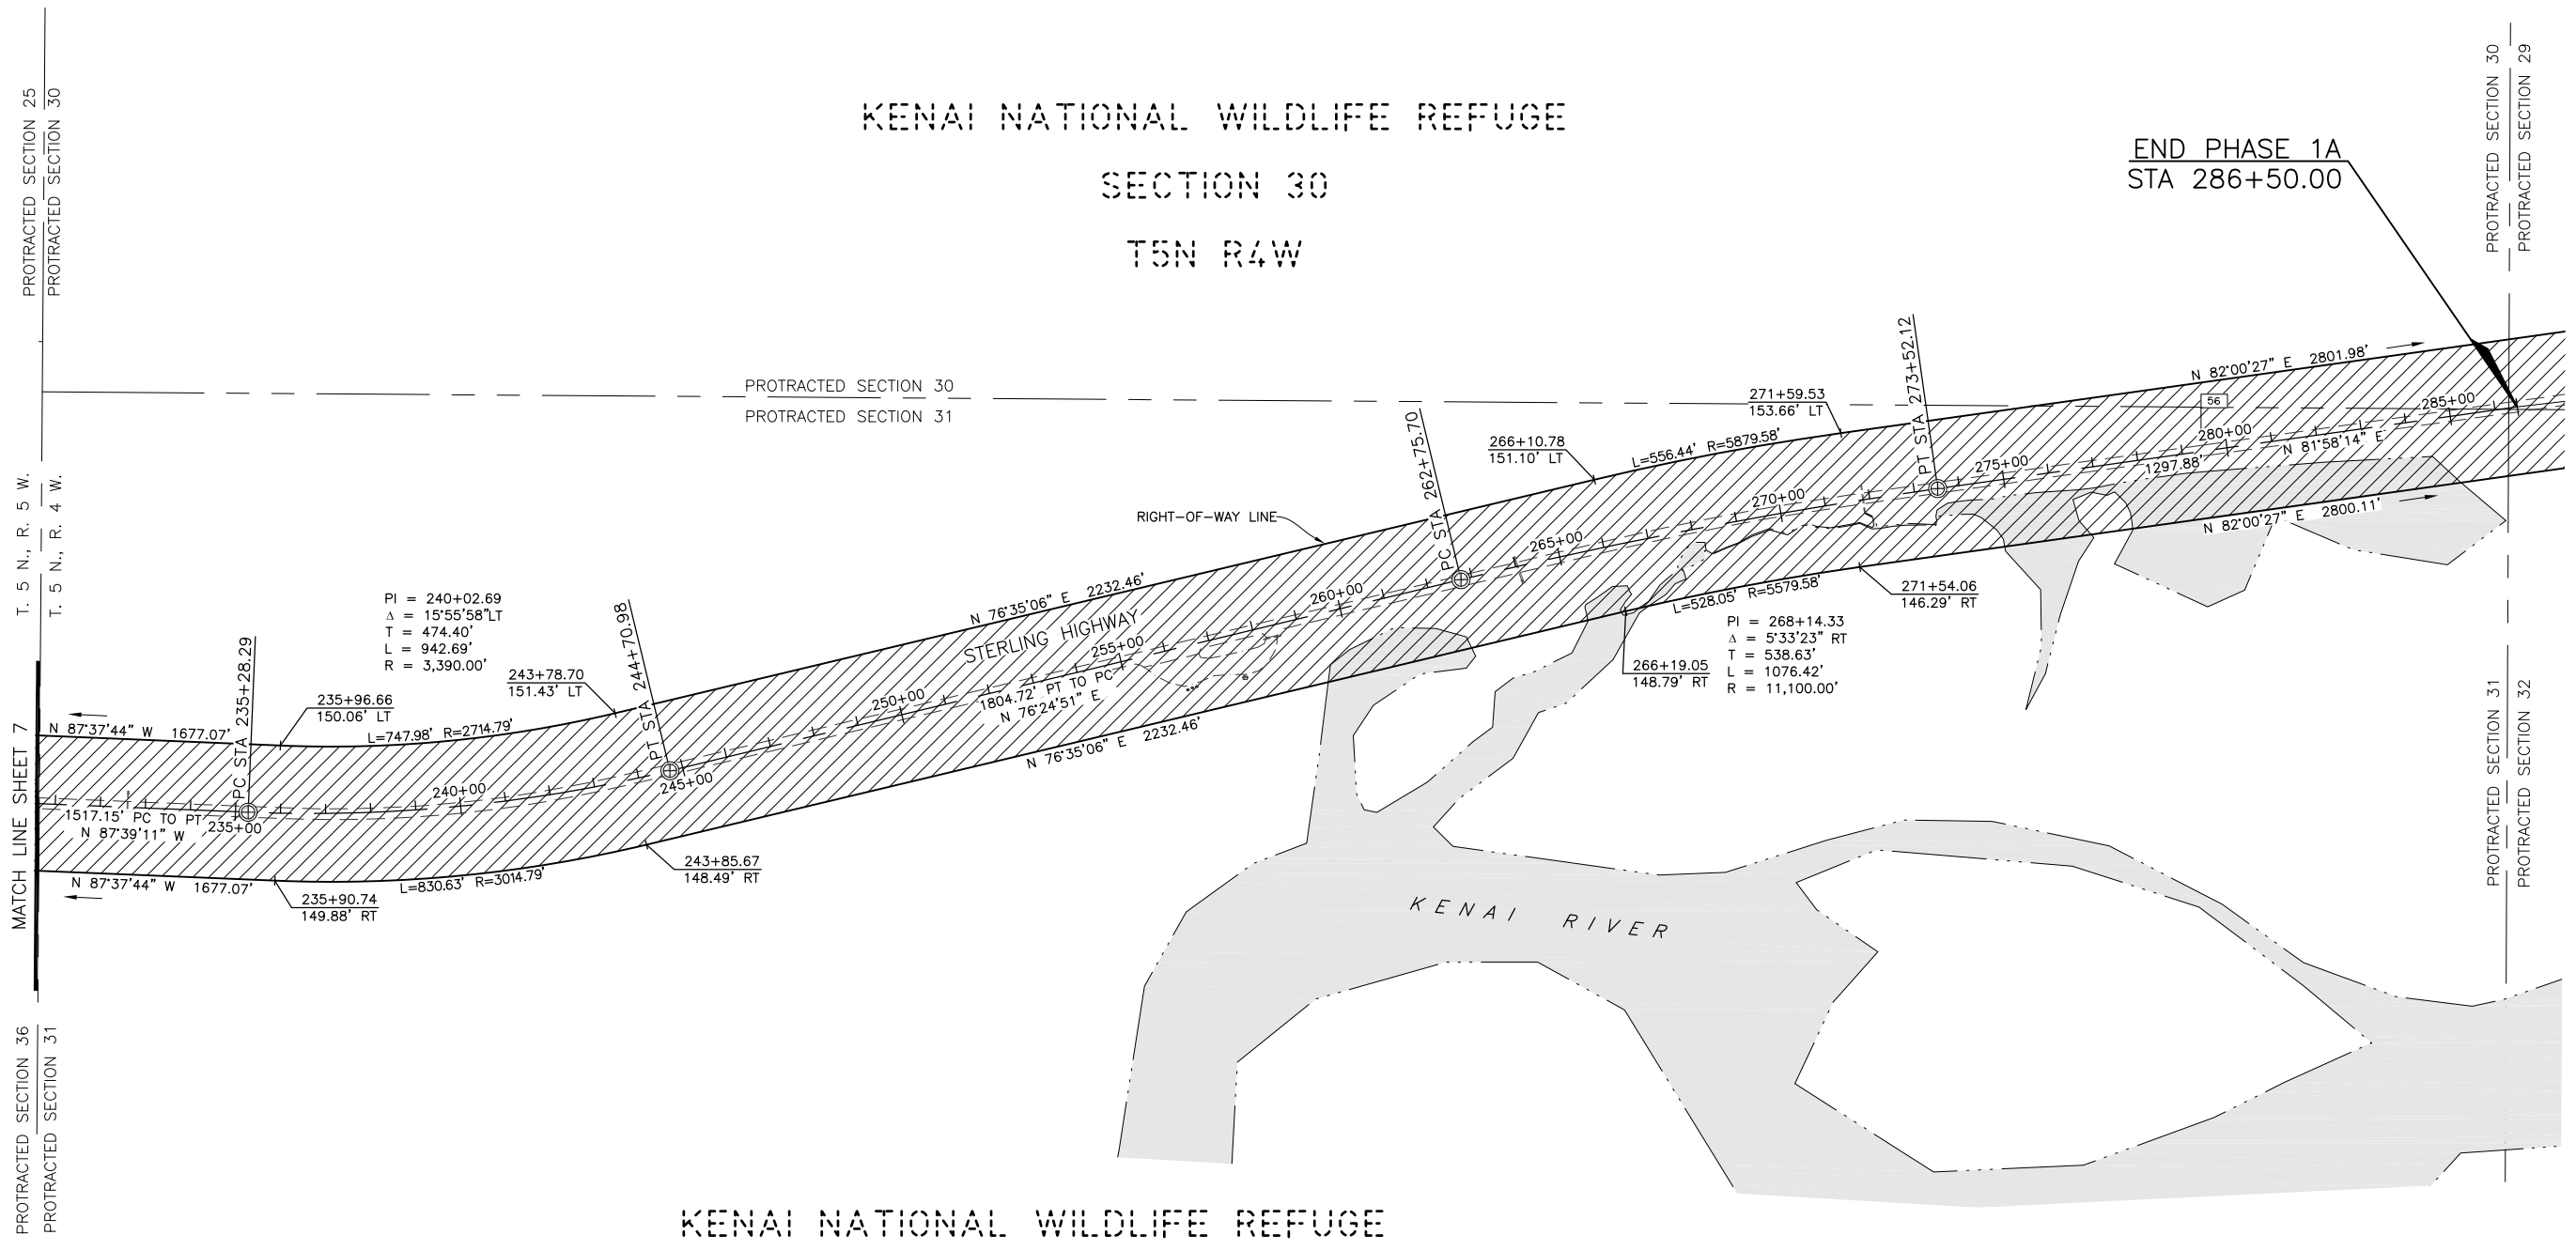 KENAI NATIONAL WILDLIFE REFUGE
SECTION 30
T5N R4W
PROTRACTED SECTION 25
PROTRACTED SECTION 30
PROTRACTED SECTION 30
PROTRACTED SECTION 29
END PHASE 1A
STA 286+50.00
PROTRACTED SECTION 30
PROTRACTED SECTION 31
T. 5 N., R. 5 W.
T. 5 N., R. 4 W.
MATCH LINE SHEET 7
N 87°37'44" W 1677.07'
1517.15' PC TO PT
N 87°39'11" W
N 87°37'44" W 1677.07'
PC STA 235+28.29
235+00
235+96.66
150.06' LT
235+90.74
149.88' RT
PI = 240+02.69
Δ = 15°55'58"LT
T = 474.40'
L = 942.69'
R = 3,390.00'
L=747.98' R=2714.79'
240+00
L=830.63' R=3014.79'
243+78.70
151.43' LT
PT STA 244+70.98
245+00
243+85.67
148.49' RT
N 76°35'06" E 2232.46'
STERLING HIGHWAY
250+00
255+00
1804.72' PT TO PC
N 76°24'51" E
N 76°35'06" E 2232.46'
260+00
RIGHT-OF-WAY LINE
PC STA 262+75.70
265+00
266+10.78
151.10' LT
L=556.44' R=5879.58'
271+59.53
153.66' LT
270+00
L=528.05' R=5579.58'
266+19.05
148.79' RT
PI = 268+14.33
Δ = 5°33'23" RT
T = 538.63'
L = 1076.42'
R = 11,100.00'
271+54.06
146.29' RT
PT STA 273+52.12
275+00
1297.88'
N 81°58'14" E
280+00
56
285+00
N 82°00'27" E 2801.98'
N 82°00'27" E 2800.11'
KENAI RIVER
PROTRACTED SECTION 31
PROTRACTED SECTION 32
PROTRACTED SECTION 36
PROTRACTED SECTION 31
KENAI NATIONAL WILDLIFE REFUGE